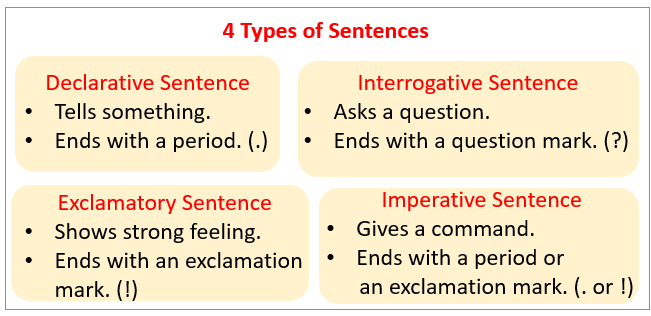 4 Types of Sentences
Declarative Sentence
• Tells something.
• Ends with a period. (.)
Interrogative Sentence
• Asks a question.
• Ends with a question mark. (?)
Exclamatory Sentence
• Shows strong feeling.
• Ends with an exclamation
mark. (!)
Imperative Sentence
• Gives a command.
• Ends with a period or
an exclamation mark. (. or !)